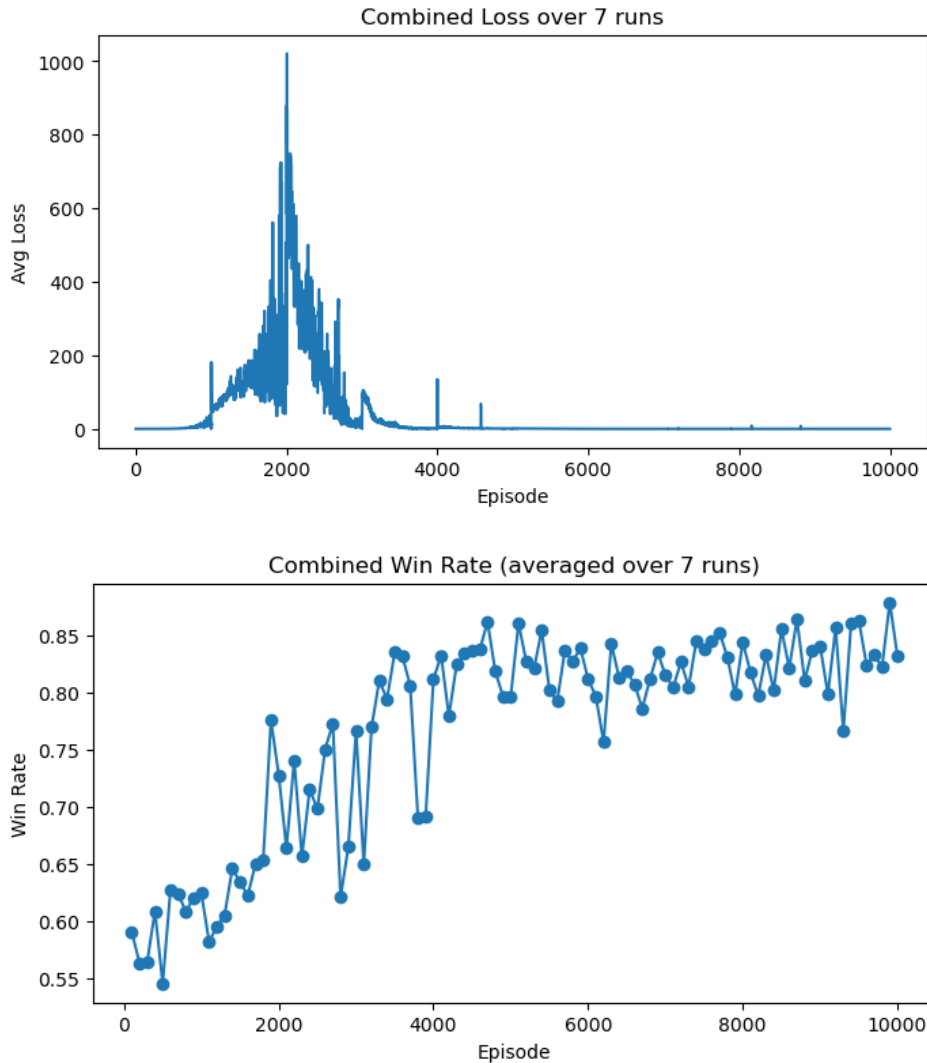 Combined Loss over 7 runs
1000
800
600
400
200
0
Avg Loss
0 2000 4000 6000 8000 10000
Episode
Combined Win Rate (averaged over 7 runs)
0.85
0.80
0.75
0.70
0.65
0.60
0.55
Win Rate
0 2000 4000 6000 8000 10000
Episode